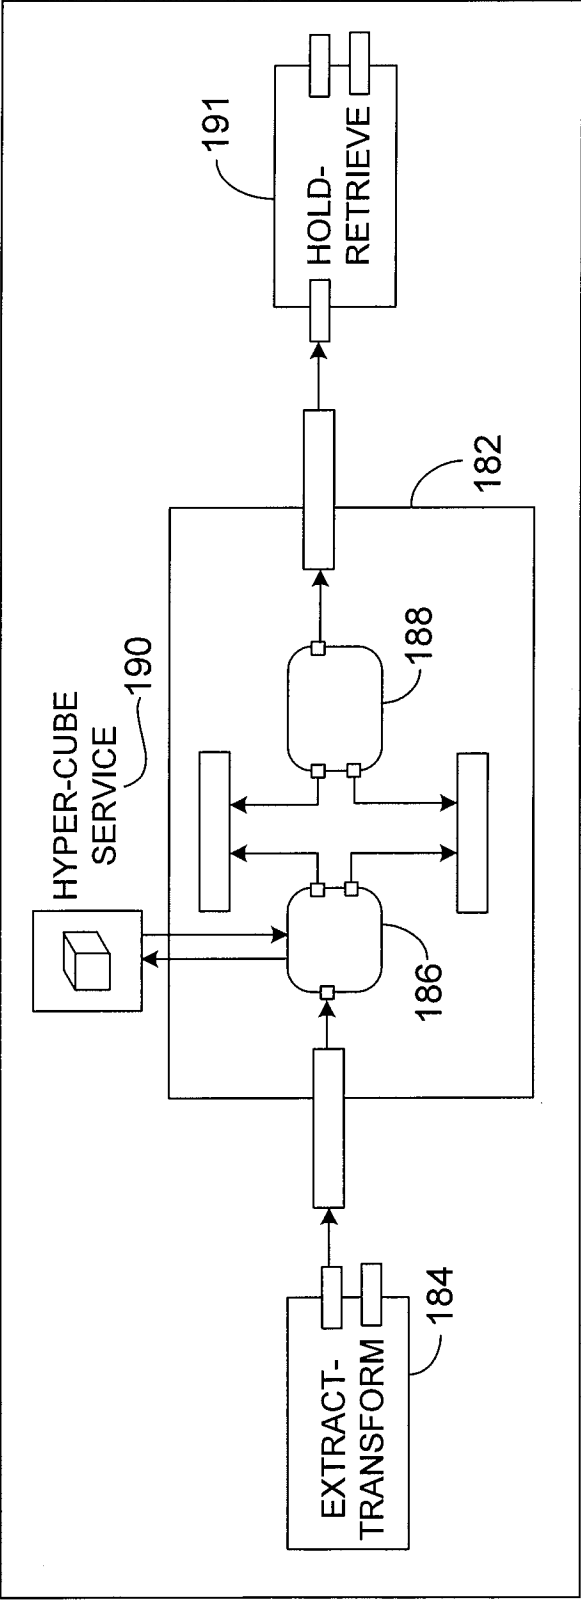 HYPER-CUBE
SERVICE
190
EXTRACT-
TRANSFORM
184
186
188
182
HOLD-
RETRIEVE
191